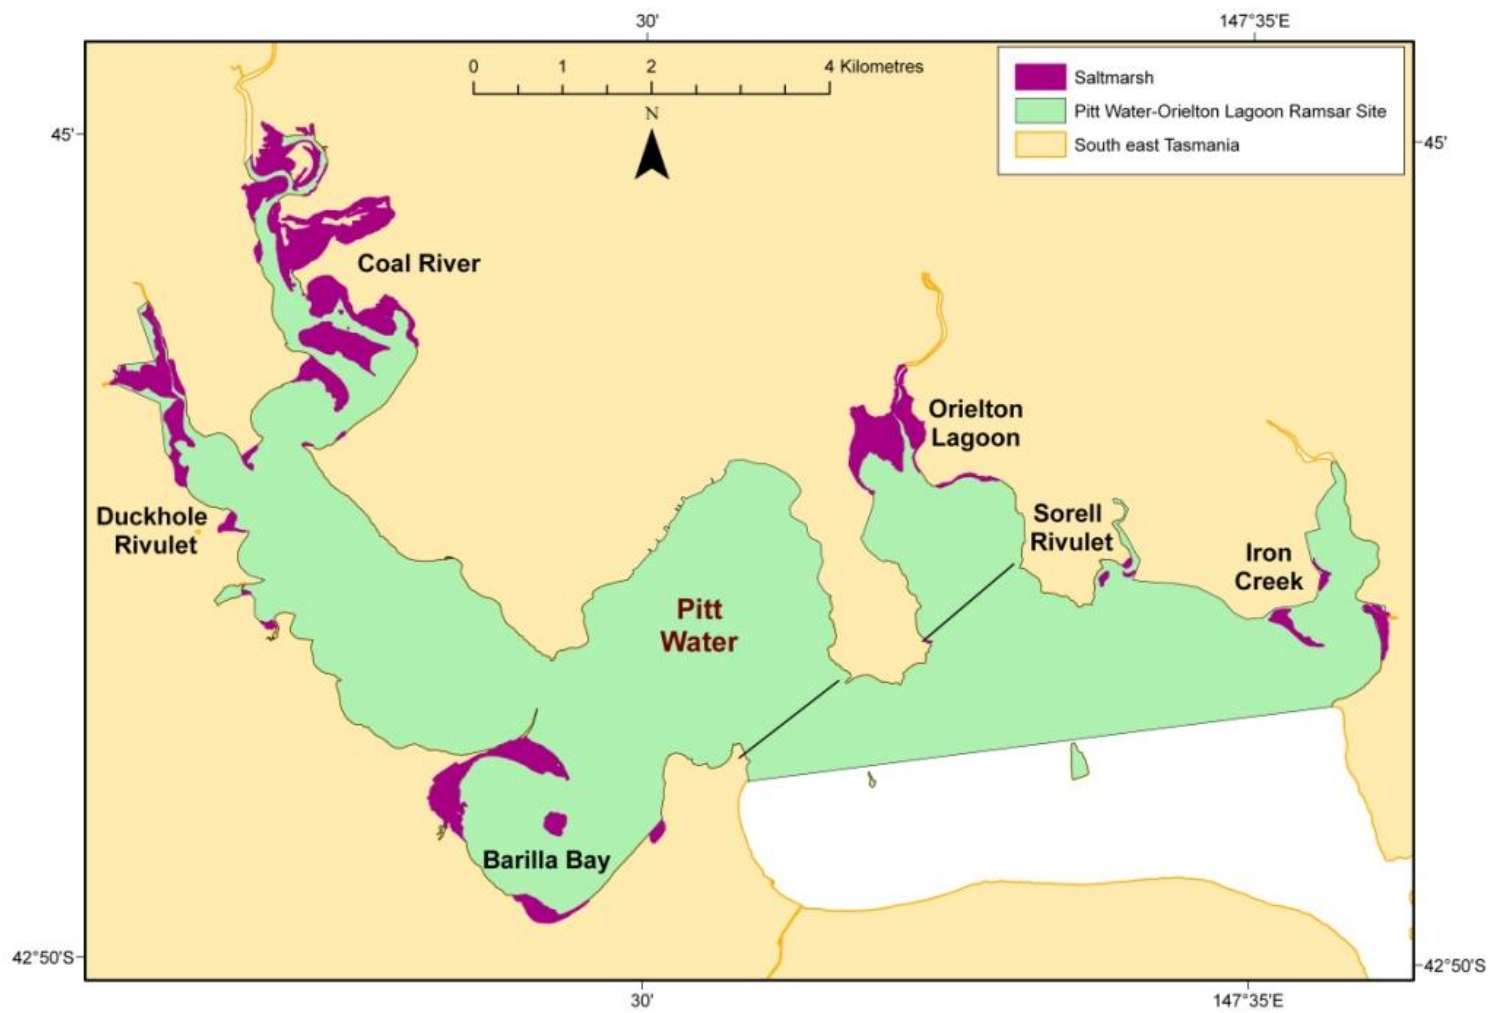 30'
147°35'E
0 1 2 4 Kilometres
N
Saltmarsh
Pitt Water-Orielton Lagoon Ramsar Site
South east Tasmania
45'
45'
Coal River
Orielton
Lagoon
Duckhole
Rivulet
Sorell
Rivulet
Iron
Creek
Pitt
Water
Barilla Bay
42°50'S
42°50'S
30'
147°35'E